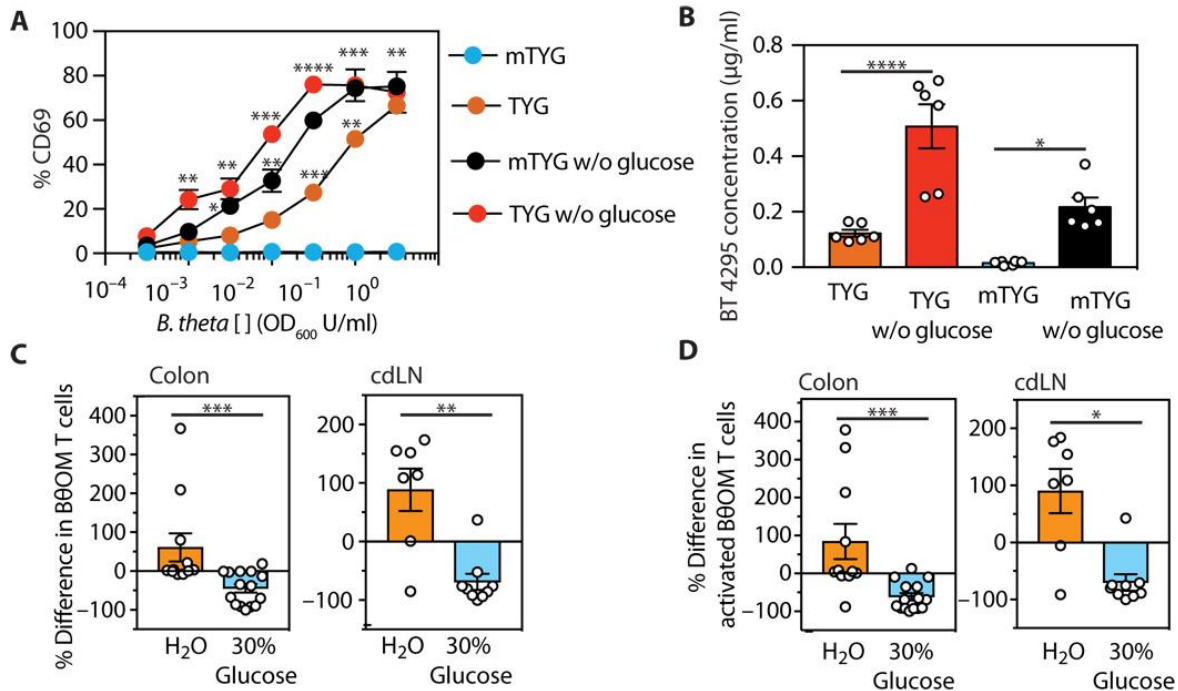 A
% CD69
100
80
60
40
20
0
** ** *** **** *** **
* ** *** **
10⁻⁴ 10⁻³ 10⁻² 10⁻¹ 10⁰
B. theta [ ] (OD₆₀₀ U/ml)
mTYG
TYG
mTYG w/o glucose
TYG w/o glucose
B
BT 4295 concentration (μg/ml)
0.8
0.6
0.4
0.2
0.0
****
*
TYG
TYG
w/o glucose
mTYG
mTYG
w/o glucose
C
% Difference in BθOM T cells
Colon
400
300
200
100
0
−100
***
H₂O
30%
Glucose
cdLN
200
100
0
−100
**
H₂O
30%
Glucose
D
% Difference in
activated BθOM T cells
Colon
400
300
200
100
0
−100
***
H₂O
30%
Glucose
cdLN
200
100
0
−100
*
H₂O
30%
Glucose